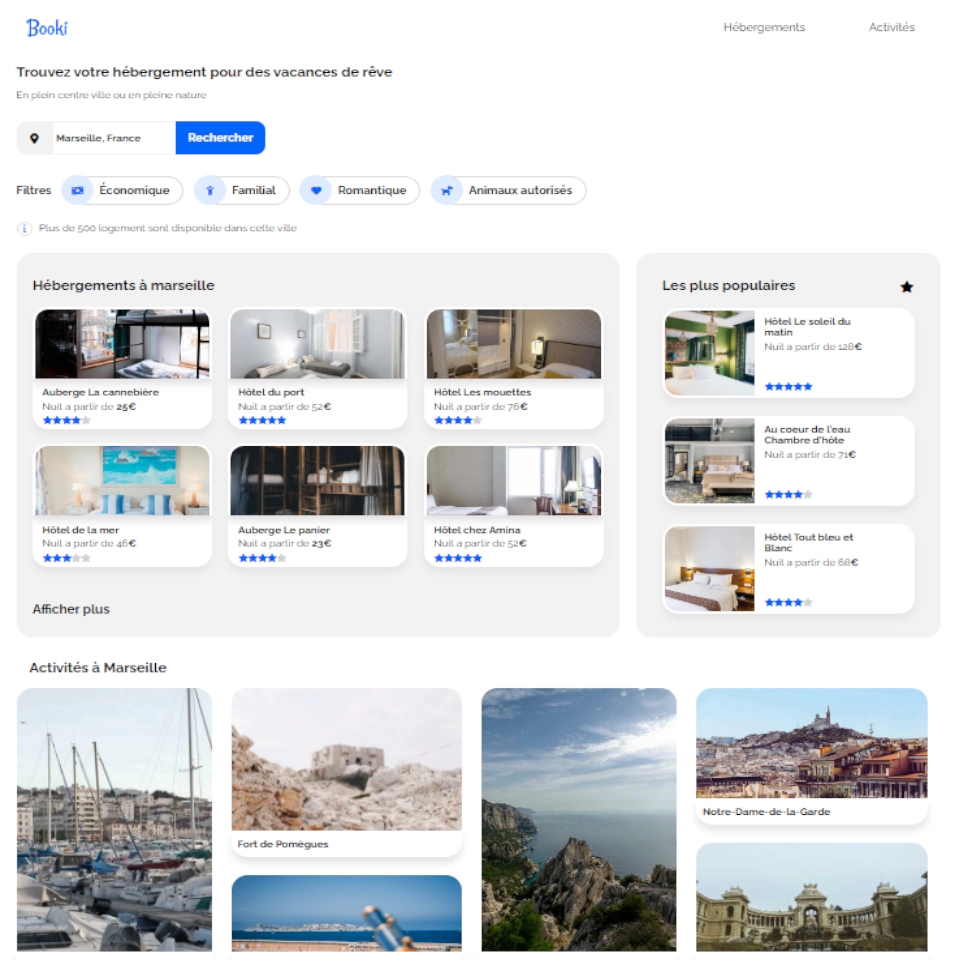 Booki
Hébergements
Activités
Trouvez votre hébergement pour des vacances de rêve
En plein centre ville ou en pleine nature
Marseille, France
Rechercher
Filtres
Économique
Familial
Romantique
Animaux autorisés
Plus de 500 logement sont disponible dans cette ville
Hébergements à marseille
Auberge La cannebière
Nuit a partir de 25€
Hôtel du port
Nuit a partir de 52€
Hôtel Les mouettes
Nuit a partir de 76€
Hôtel de la mer
Nuit a partir de 46€
Auberge Le panier
Nuit a partir de 23€
Hôtel chez Amina
Nuit a partir de 52€
Afficher plus
Les plus populaires
Hôtel Le soleil du
matin
Nuit a partir de 128€
Au coeur de l'eau
Chambre d'hôte
Nuit a partir de 71€
Hôtel Tout bleu et
Blanc
Nuit a partir de 68€
Activités à Marseille
Fort de Pomègues
Notre-Dame-de-la-Garde